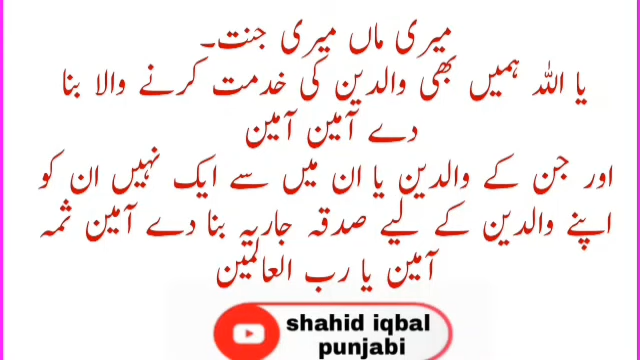 میری ماں میری جنت۔
یا اللہ ہمیں بھی والدین کی خدمت کرنے والا بنا
دے آمین آمین
اور جن کے والدین یا ان میں سے ایک نہیں ان کو
اپنے والدین کے لیے صدقہ جاریہ بنا دے آمین ثمہ
آمین یا رب العالمین
shahid iqbal
punjabi